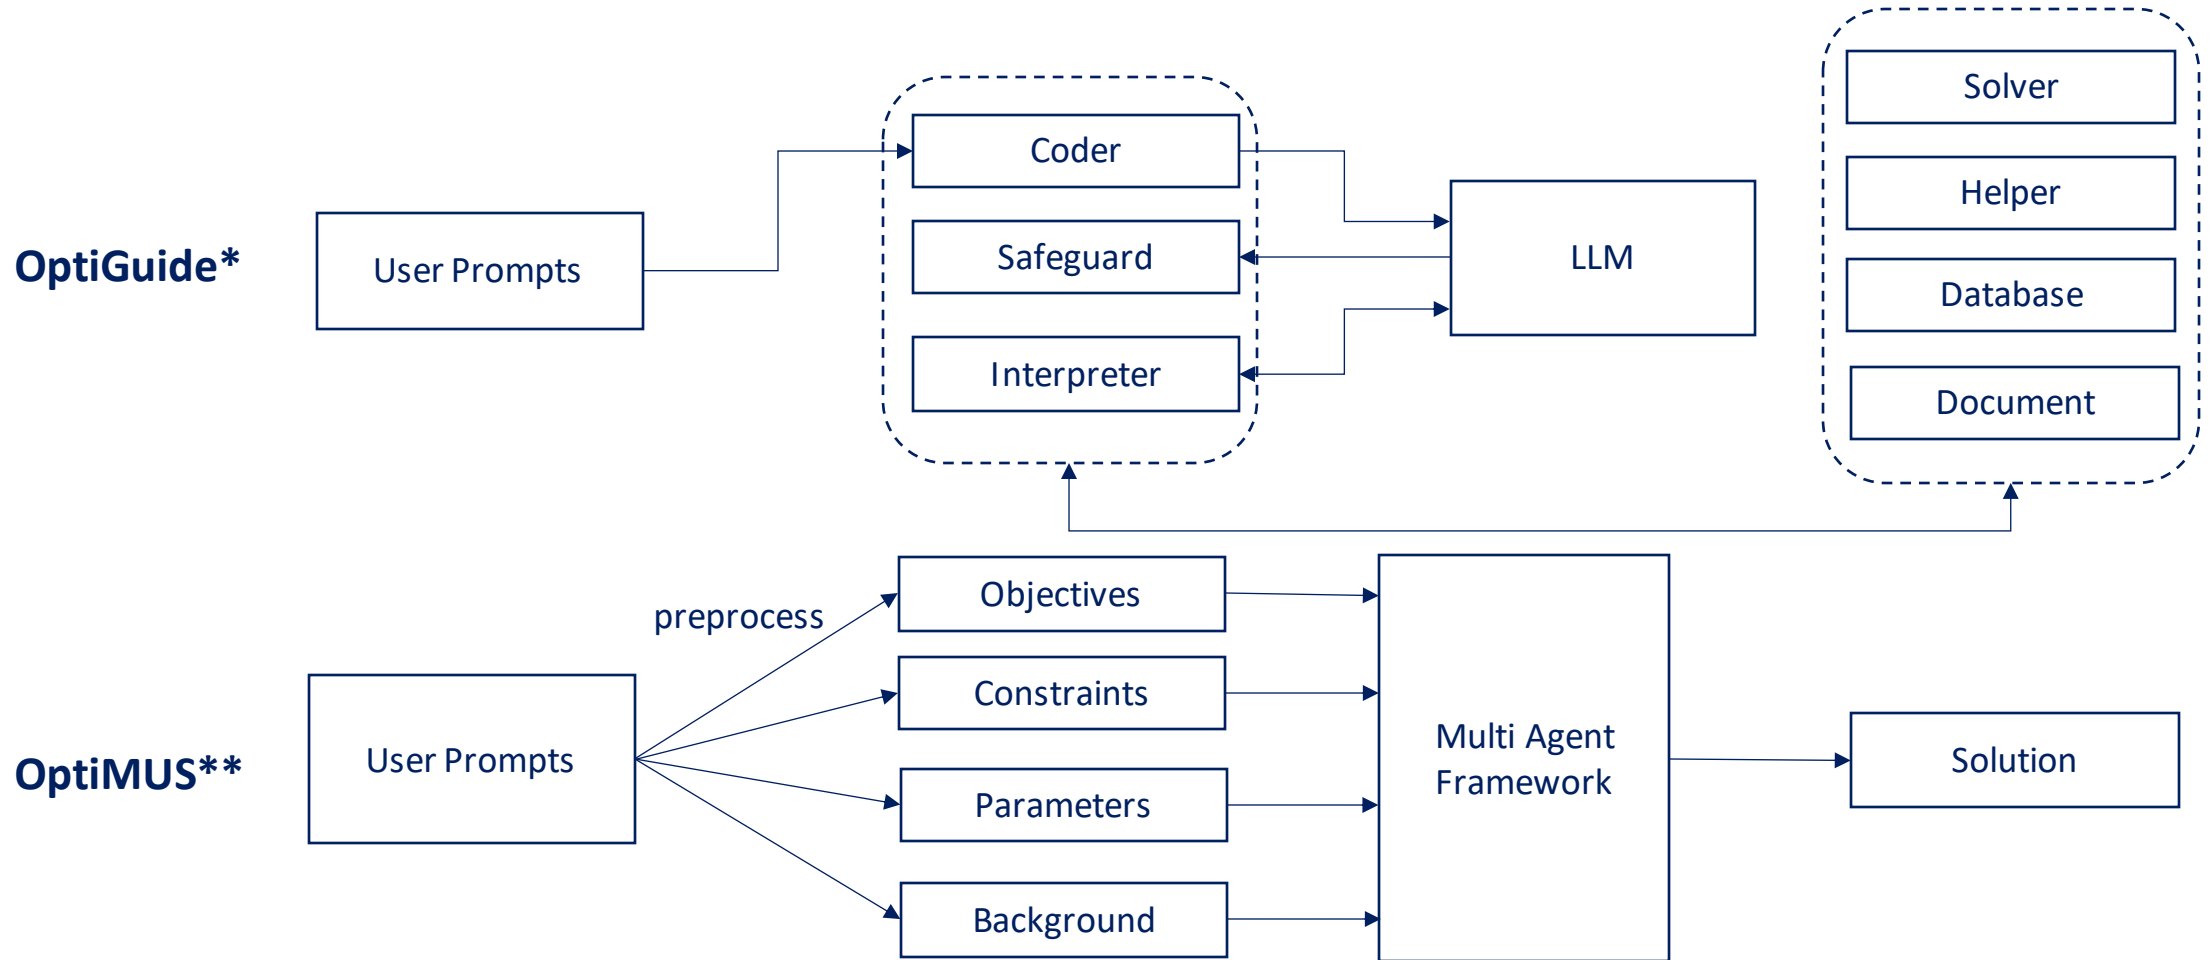 OptiGuide*
User Prompts
Coder
Safeguard
Interpreter
LLM
Solver
Helper
Database
Document
OptiMUS**
User Prompts
preprocess
Objectives
Constraints
Parameters
Background
Multi Agent
Framework
Solution